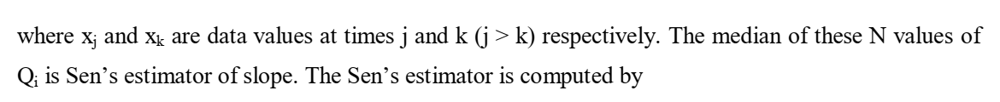 where xj and xk are data values at times j and k (j > k) respectively. The median of these N values of
Qi is Sen’s estimator of slope. The Sen’s estimator is computed by